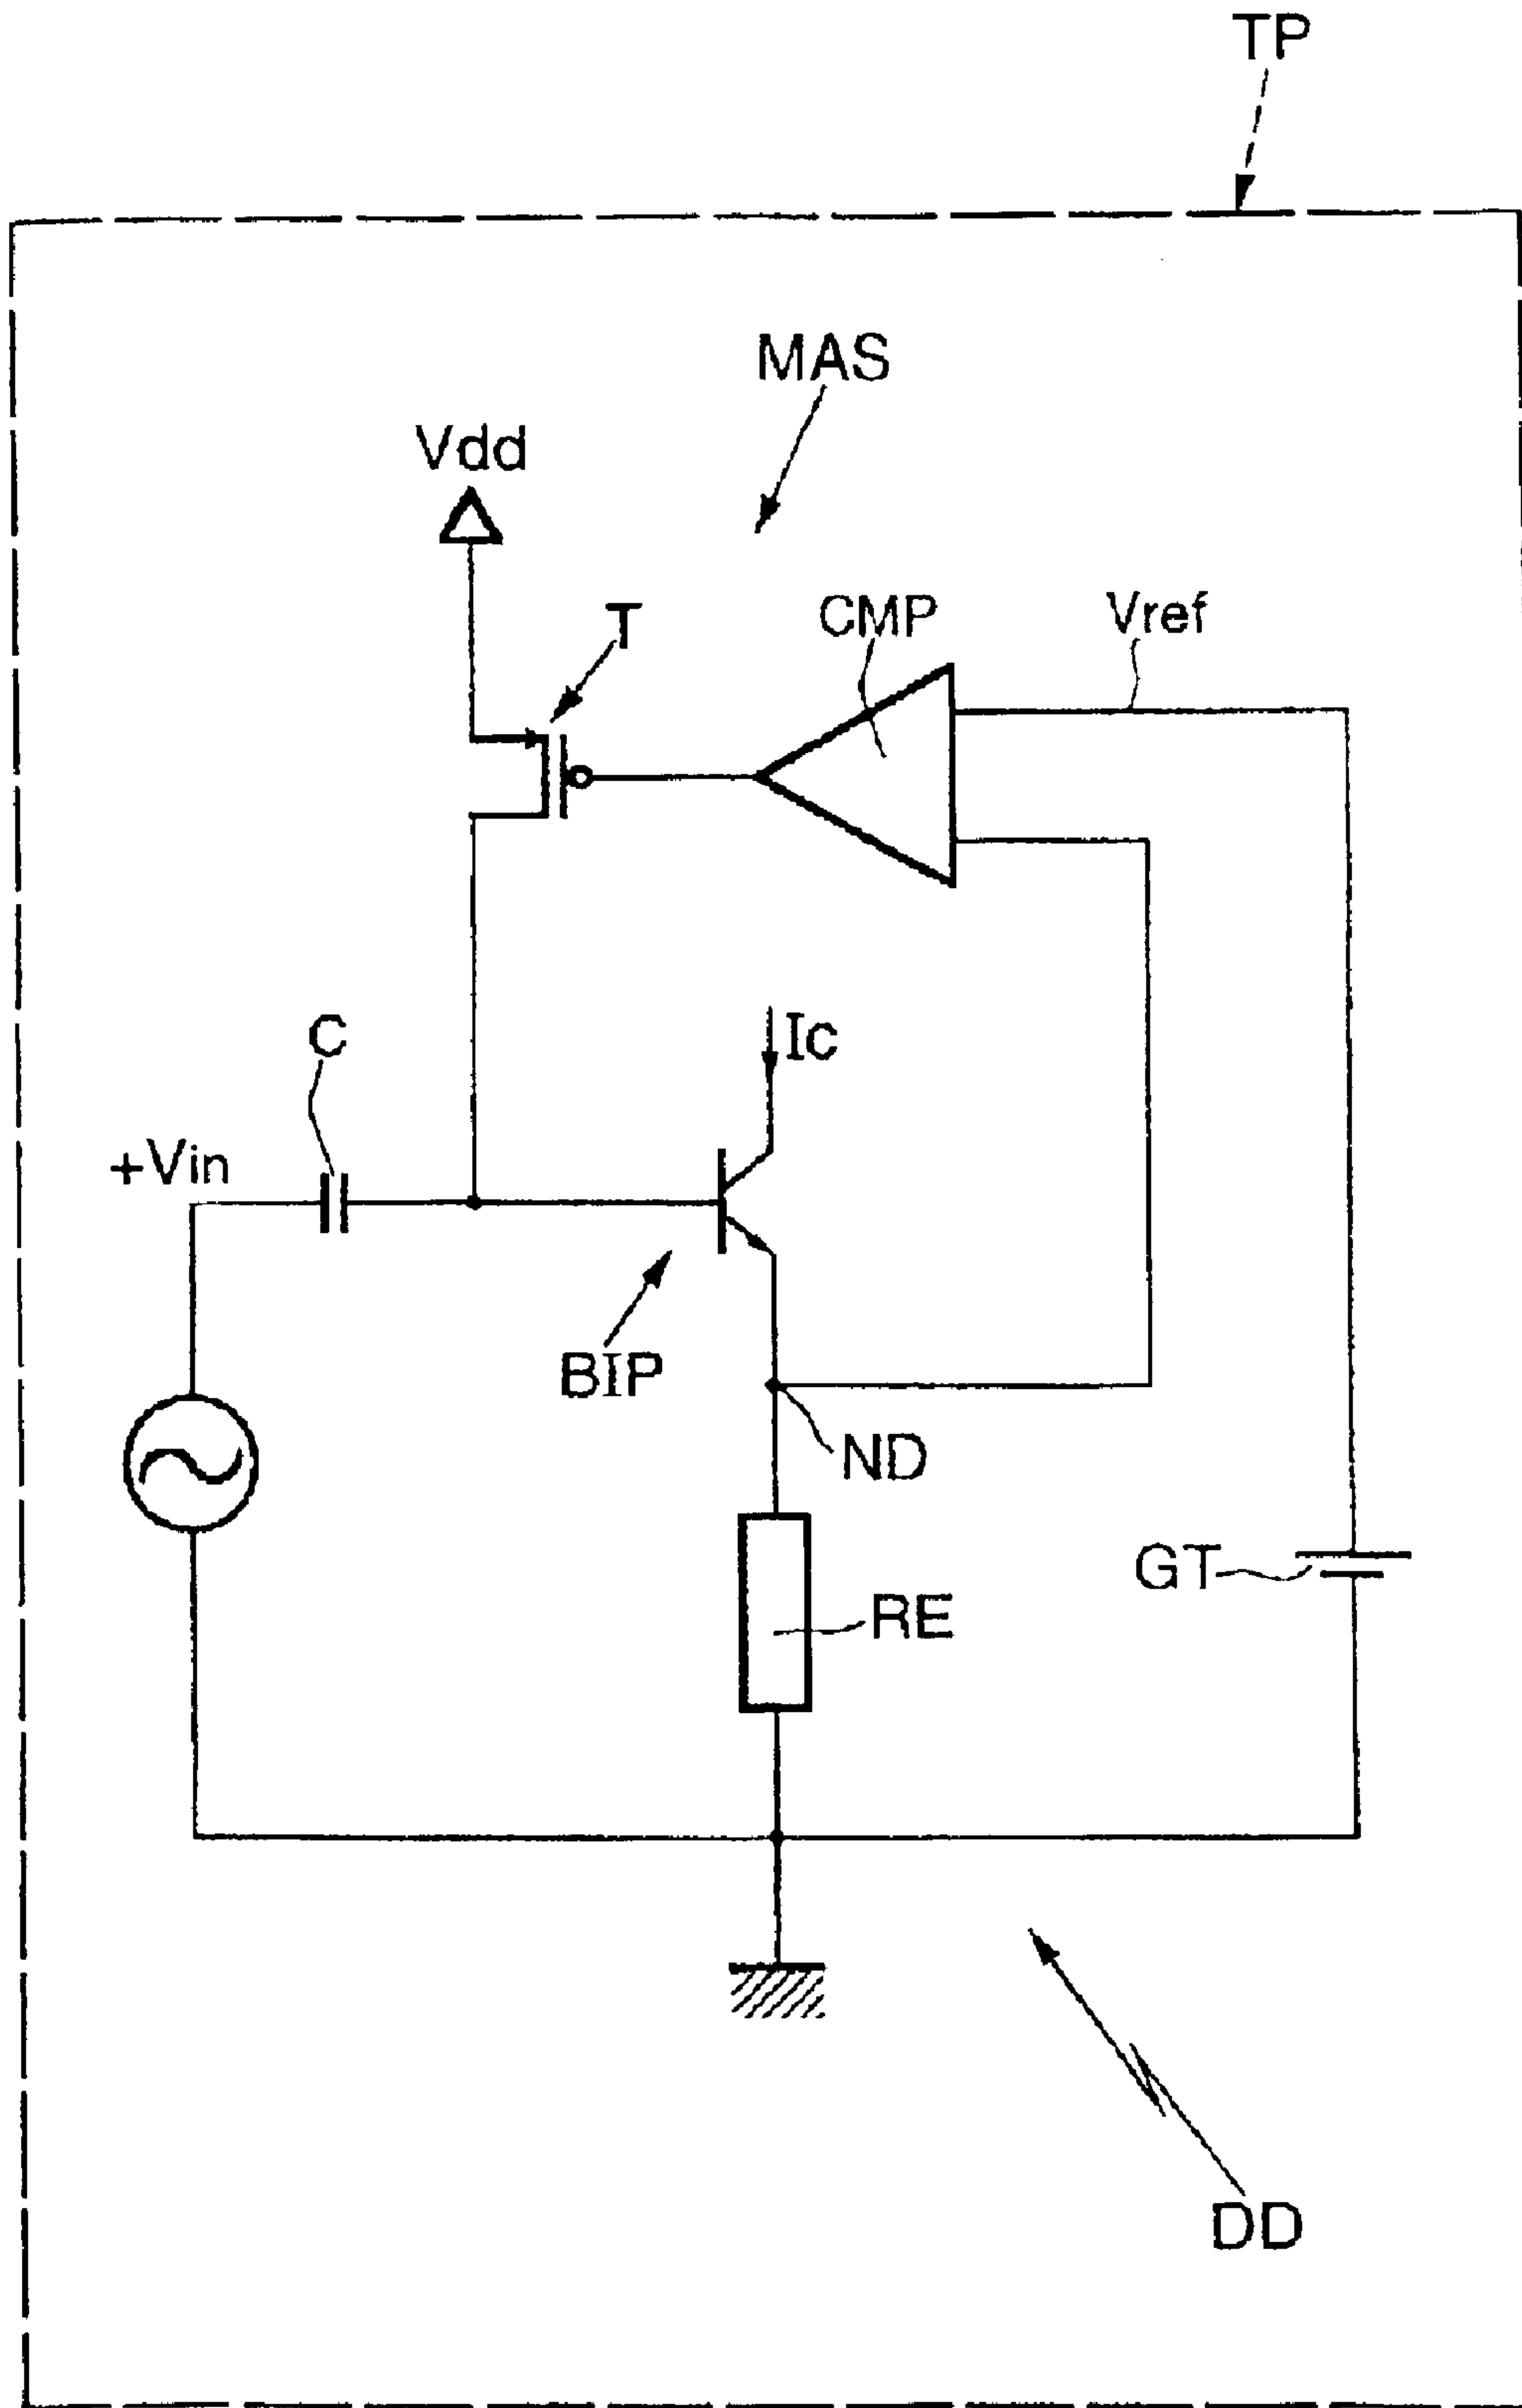 TP
MAS
Vdd
T
CMP
Vref
C
Ic
+Vin
BIP
ND
GT
RE
DD